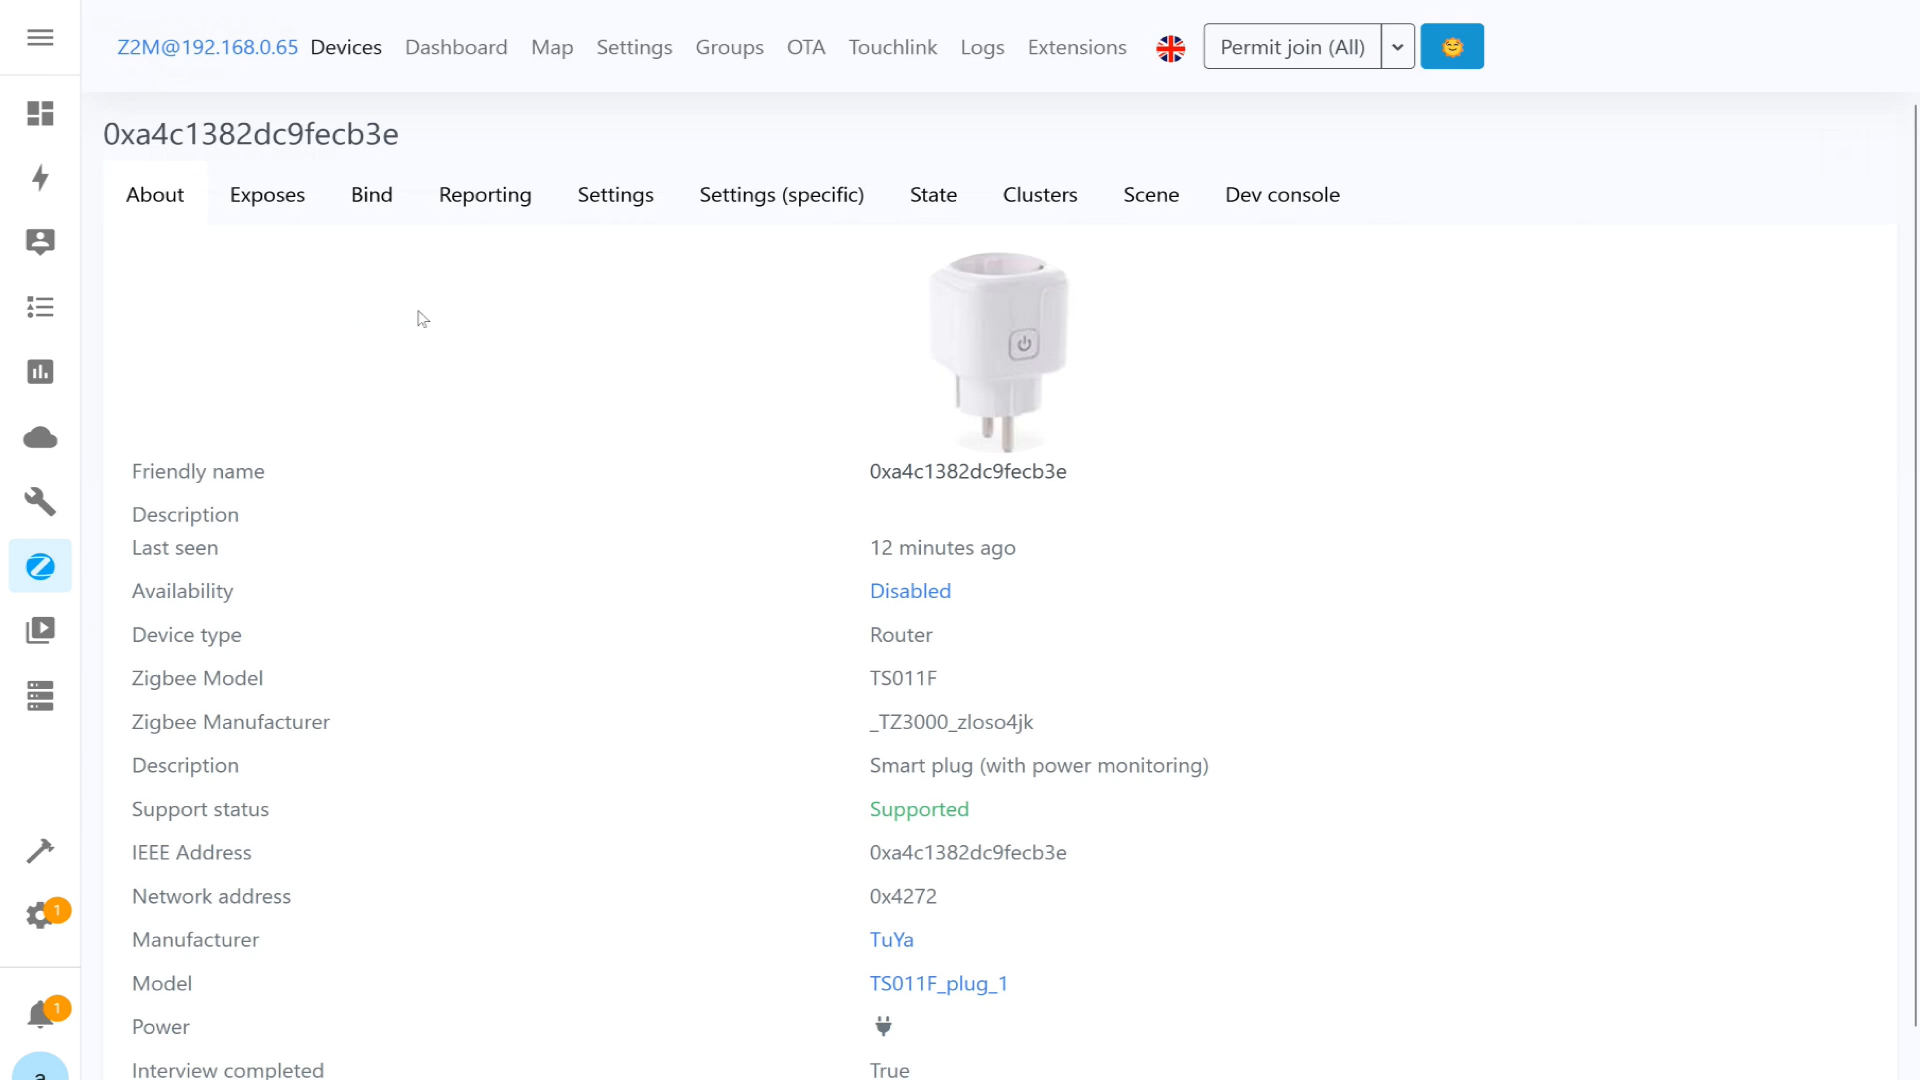 Z2M@192.168.0.65 Devices Dashboard Map Settings Groups OTA Touchlink Logs Extensions Permit join (All)
0xa4c1382dc9fecb3e
About Exposes Bind Reporting Settings Settings (specific) State Clusters Scene Dev console
Friendly name 0xa4c1382dc9fecb3e
Description
Last seen 12 minutes ago
Availability Disabled
Device type Router
Zigbee Model TS011F
Zigbee Manufacturer _TZ3000_zloso4jk
Description Smart plug (with power monitoring)
Support status Supported
IEEE Address 0xa4c1382dc9fecb3e
Network address 0x4272
1
Manufacturer TuYa
Model TS011F_plug_1
1
Power
Interview completed True
a